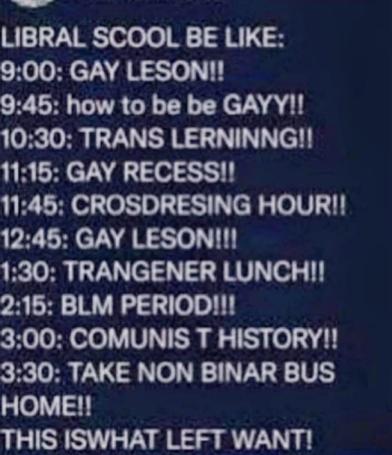 LIBRAL SCOOL BE LIKE:
9:00: GAY LESON!!
9:45: how to be be GAYY!!
10:30: TRANS LERNINNG!!
11:15: GAY RECESS!!
11:45: CROSDRESING HOUR!!
12:45: GAY LESON!!!
1:30: TRANGENER LUNCH!!
2:15: BLM PERIOD!!!
3:00: COMUNIS T HISTORY!!
3:30: TAKE NON BINAR BUS
HOME!!
THIS ISWHAT LEFT WANT!